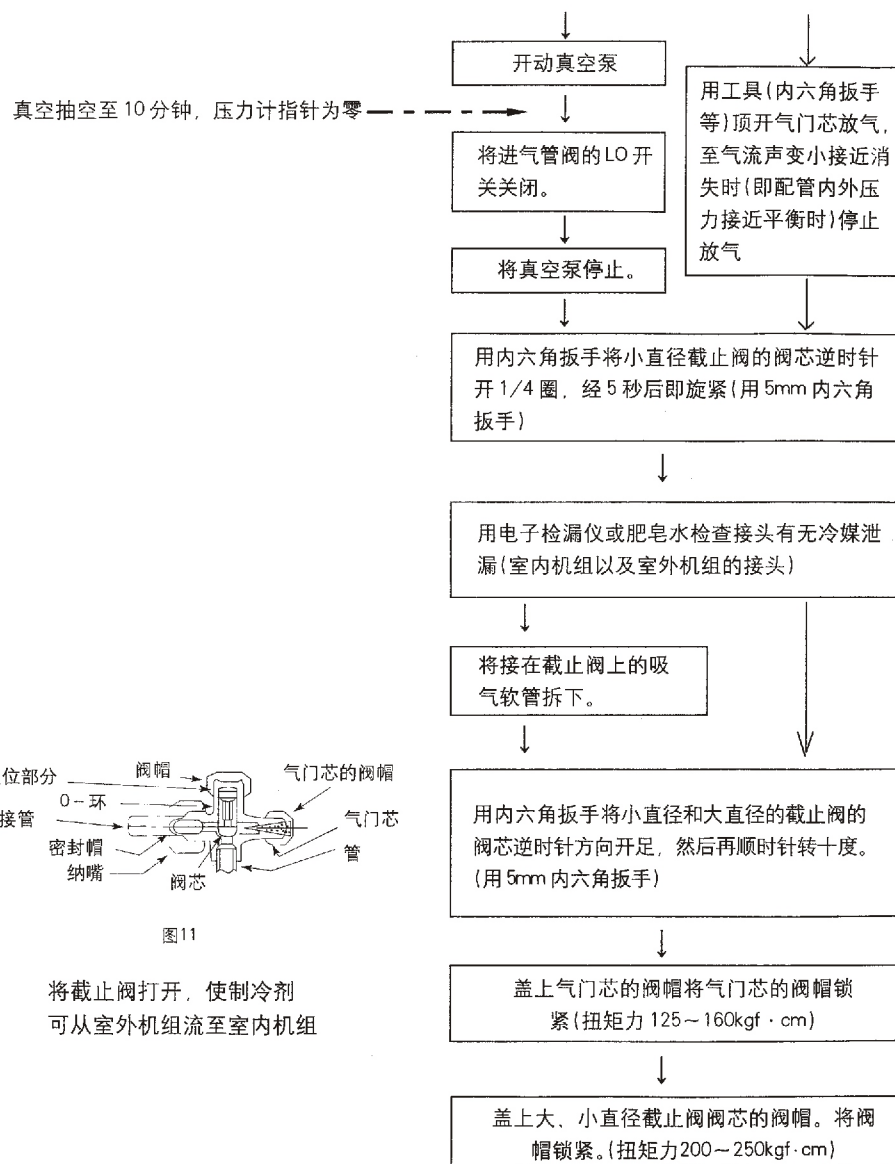 开动真空泵
真空抽空至10分钟，压力计指针为零
将进气管阀的LO开
关关闭。
将真空泵停止。
用工具(内六角扳手
等)顶开气门芯放气，
至气流声变小接近消
失时(即配管内外压
力接近平衡时)停止
放气
用内六角扳手将小直径截止阀的阀芯逆时针
开1/4圈，经5秒后即旋紧(用5mm内六角
扳手)
用电子检漏仪或肥皂水检查接头有无冷媒泄
漏(室内机组以及室外机组的接头)
将接在截止阀上的吸
气软管拆下。
用内六角扳手将小直径和大直径的截止阀的
阀芯逆时针方向开足，然后再顺时针转十度。
(用5mm内六角扳手)
盖上气门芯的阀帽将气门芯的阀帽锁
紧(扭矩力125～160kgf·cm)
盖上大、小直径截止阀阀芯的阀帽。将阀
帽锁紧。(扭矩力200～250kgf·cm)
位部分
阀帽
气门芯的阀帽
O-环
接管
气门芯
密封帽
管
纳嘴
阀芯
图11
将截止阀打开，使制冷剂
可从室外机组流至室内机组